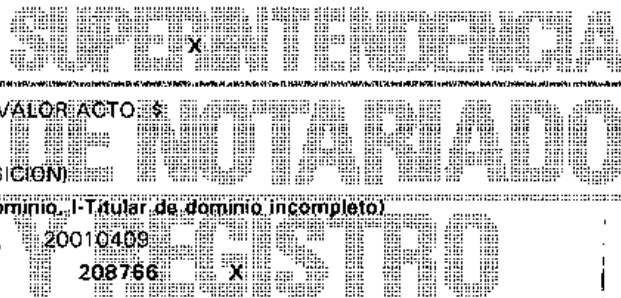 SUPERINTENDENCIA
X
VALOR ACTO: $
DE NOTARIADO
SICION)
ominio, I-Titular de dominio incompleto)
20010409
Y REGISTRO
208766 X